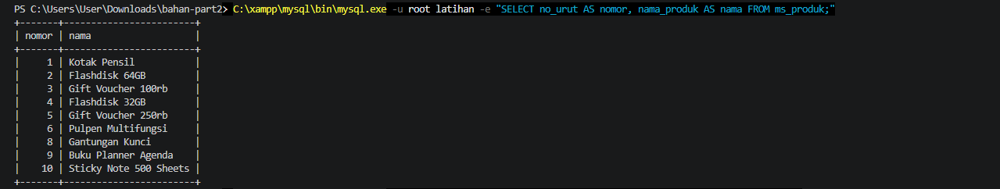 PS C:\Users\User\Downloads\bahan-part2> C:\xampp\mysql\bin\mysql.exe -u root latihan -e "SELECT no_urut AS nomor, nama_produk AS nama FROM ms_produk;"
+-------+------------------------+
| nomor | nama                   |
+-------+------------------------+
|     1 | Kotak Pensil           |
|     2 | Flashdisk 64GB         |
|     3 | Gift Voucher 100rb     |
|     4 | Flashdisk 32GB         |
|     5 | Gift Voucher 250rb     |
|     6 | Pulpen Multifungsi     |
|     8 | Gantungan Kunci        |
|     9 | Buku Planner Agenda    |
|    10 | Sticky Note 500 Sheets |
+-------+------------------------+